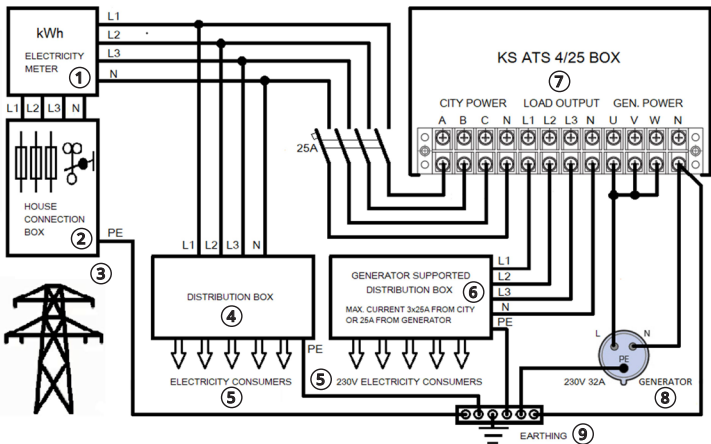 kWh
ELECTRICITY
METER
1
L1
L2
L3
N
L1 L2 L3 N
HOUSE
CONNECTION
BOX
2
PE
3
25A
KS ATS 4/25 BOX
7
CITY POWER LOAD OUTPUT GEN. POWER
A B C N L1 L2 L3 N U V W N
L1 L2 L3 N
DISTRIBUTION BOX
4
PE
ELECTRICITY CONSUMERS
5
GENERATOR SUPPORTED
DISTRIBUTION BOX
6
MAX. CURRENT 3x25A FROM CITY
OR 25A FROM GENERATOR
L1
L2
L3
N
PE
5
230V ELECTRICITY CONSUMERS
L N
PE
230V 32A
GENERATOR
8
EARTHING 9